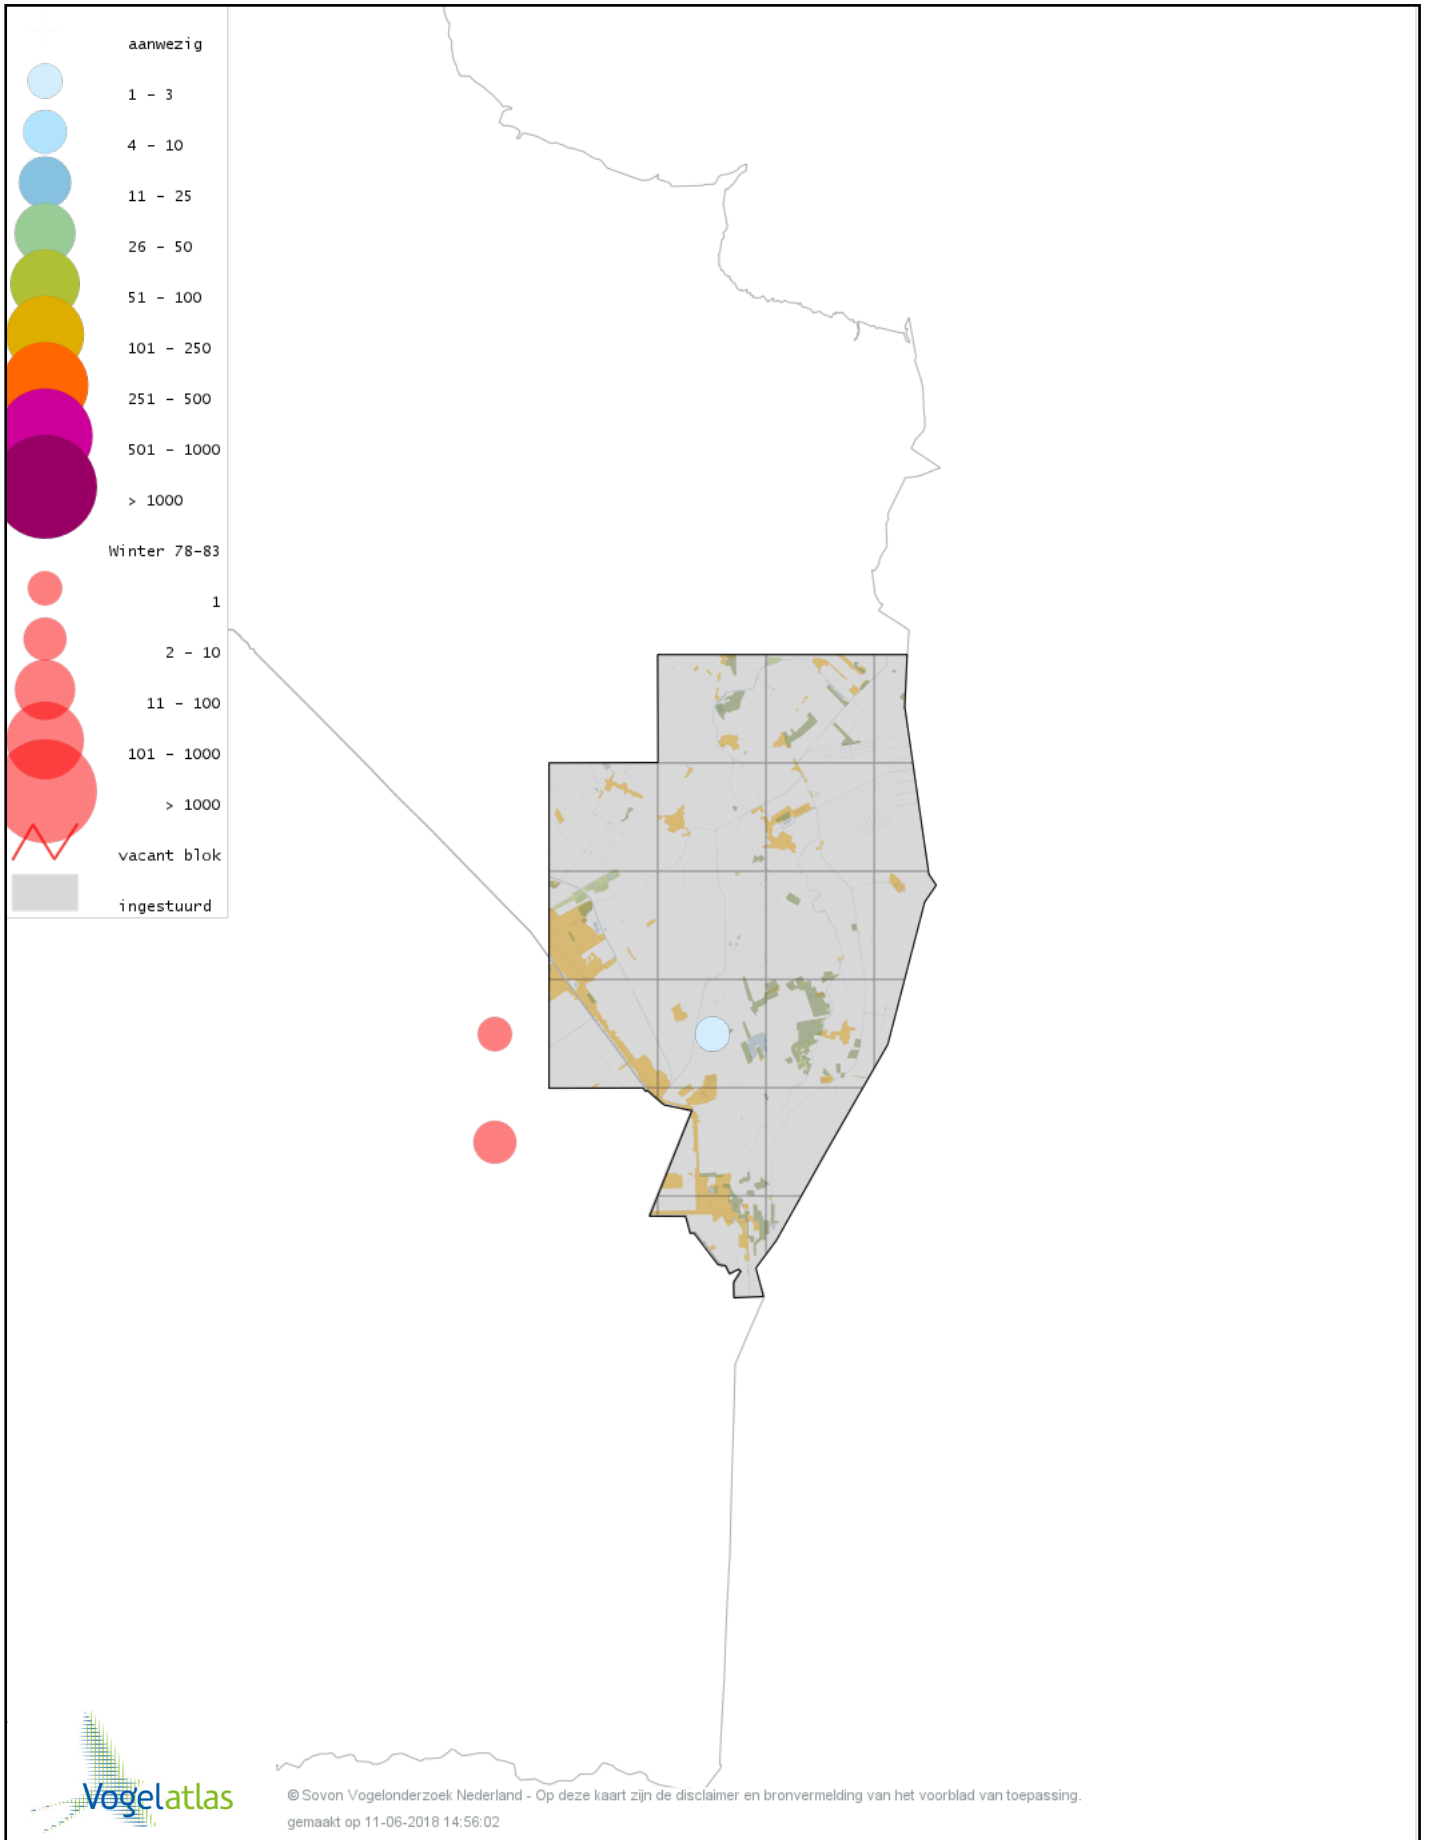 aanwezig
1 - 3
4 - 10
11 - 25
26 - 50
51 - 100
101 - 250
251 - 500
501 - 1000
> 1000
Winter 78-83
1
2 - 10
11 - 100
101 - 1000
> 1000
vacant blok
ingestuurd
Vogelatlas
© Sovon Vogelonderzoek Nederland - Op deze kaart zijn de disclaimer en bronvermelding van het voorblad van toepassing.
gemaakt op 11-06-2018 14:56:02